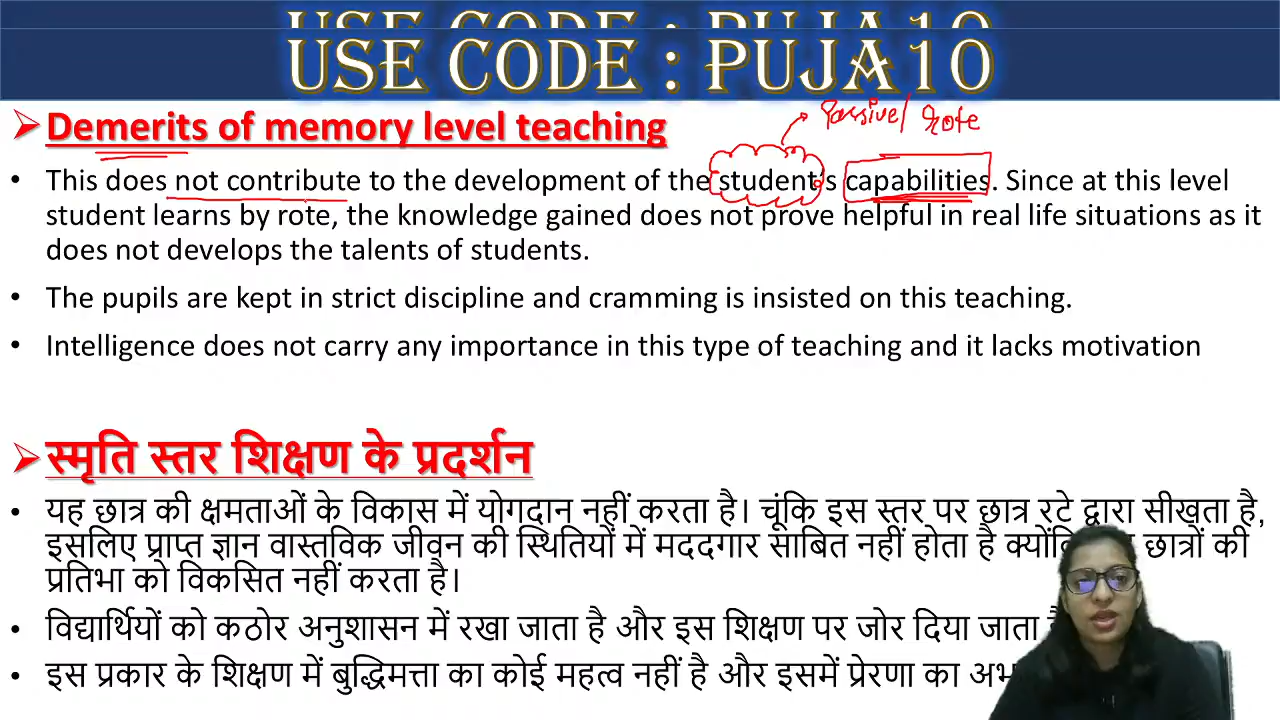 USE CODE : PUJA10
USE CODE : PUJA10
➢ Demerits of memory level teaching
Passive/ Rote
• This does not contribute to the development of the student's capabilities. Since at this level
student learns by rote, the knowledge gained does not prove helpful in real life situations as it
does not develops the talents of students.
• The pupils are kept in strict discipline and cramming is insisted on this teaching.
• Intelligence does not carry any importance in this type of teaching and it lacks motivation
➢ स्मृति स्तर शिक्षण के प्रदर्शन
• यह छात्र की क्षमताओं के विकास में योगदान नहीं करता है। चूंकि इस स्तर पर छात्र रटे द्वारा सीखता है,
इसलिए प्राप्त ज्ञान वास्तविक जीवन की स्थितियों में मददगार साबित नहीं होता है छात्रों की
प्रतिभा को विकसित नहीं करता है।
• विद्यार्थियों को कठोर अनुशासन में रखा जाता है और इस शिक्षण पर जोर दिया जाता
• इस प्रकार के शिक्षण में बुद्धिमत्ता का कोई महत्व नहीं है और इसमें प्रेरणा का